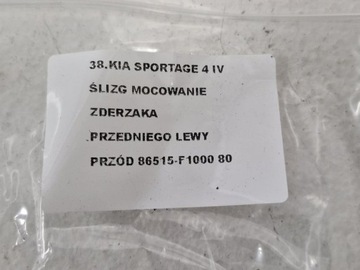 38.KIA SPORTAGE 4 IV
ŚLIZG MOCOWANIE
ZDERZAKA
PRZEDNIEGO LEWY
PRZÓD 86515-F1000 80